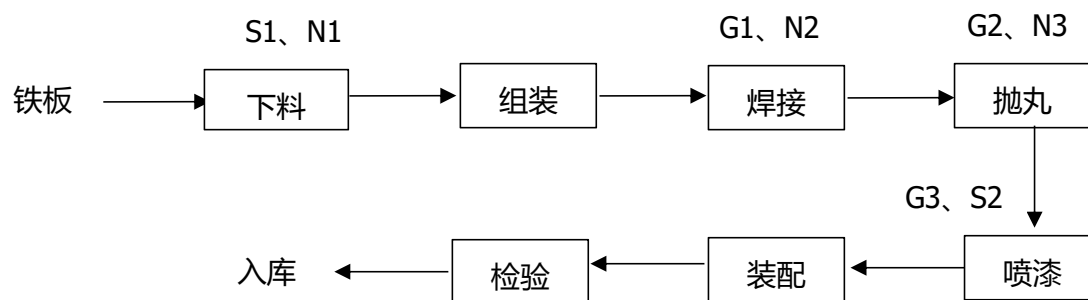 S1、N1
G1、N2
G2、N3
铁板
下料
组装
焊接
抛丸
G3、S2
入库
检验
装配
喷漆